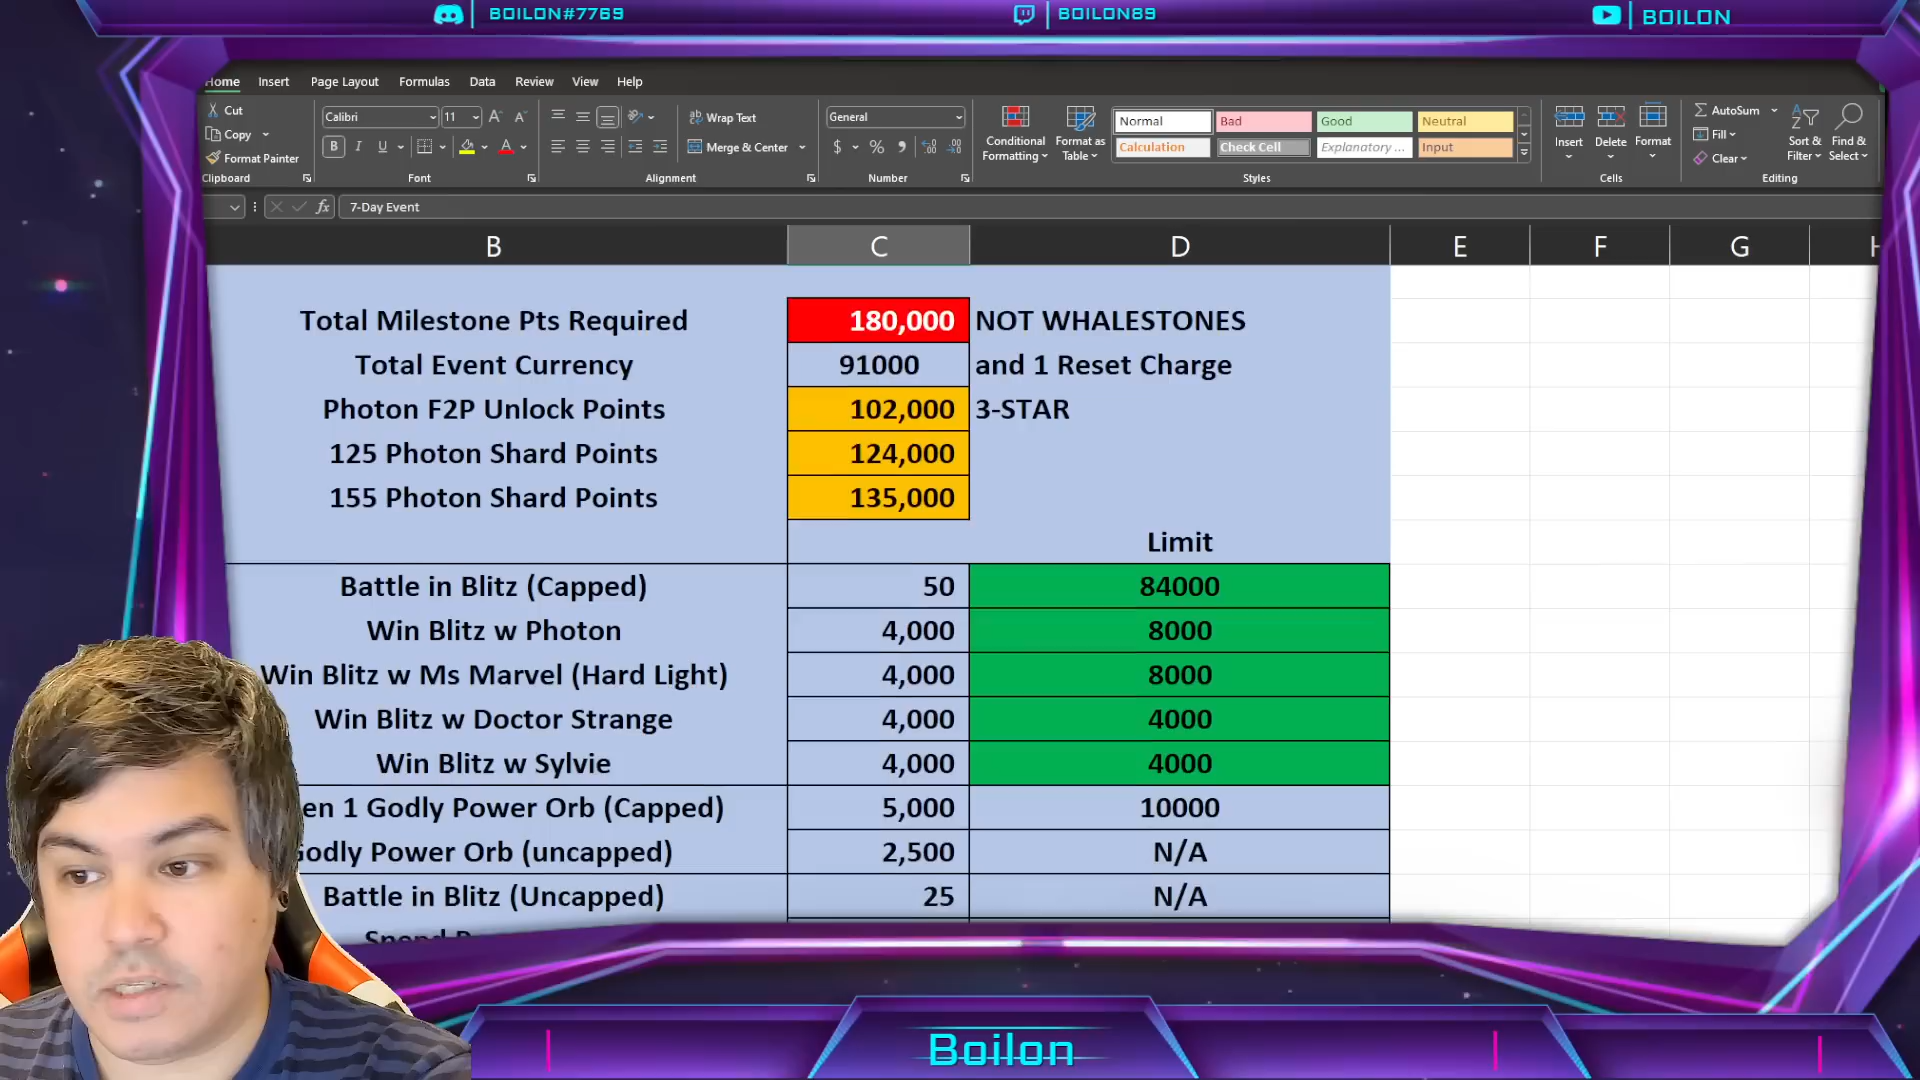 BOILON#7769
BOILON89
BOILON
Home Insert Page Layout Formulas Data Review View Help
Cut
Copy
Format Painter
Clipboard
Calibri 11
B I U
Font
Wrap Text
Merge & Center
Alignment
General
$ %
Number
Conditional Formatting
Format as Table
Normal Bad Good Neutral
Calculation Check Cell Explanatory ... Input
Styles
Insert Delete Format
Cells
AutoSum
Fill
Clear
Sort & Filter
Find & Select
Editing
fx 7-Day Event
B C D E F G H
Total Milestone Pts Required 180,000 NOT WHALESTONES
Total Event Currency 91000 and 1 Reset Charge
Photon F2P Unlock Points 102,000 3-STAR
125 Photon Shard Points 124,000
155 Photon Shard Points 135,000
Limit
Battle in Blitz (Capped) 50 84000
Win Blitz w Photon 4,000 8000
Win Blitz w Ms Marvel (Hard Light) 4,000 8000
Win Blitz w Doctor Strange 4,000 4000
Win Blitz w Sylvie 4,000 4000
en 1 Godly Power Orb (Capped) 5,000 10000
Godly Power Orb (uncapped) 2,500 N/A
Battle in Blitz (Uncapped) 25 N/A
Boilon